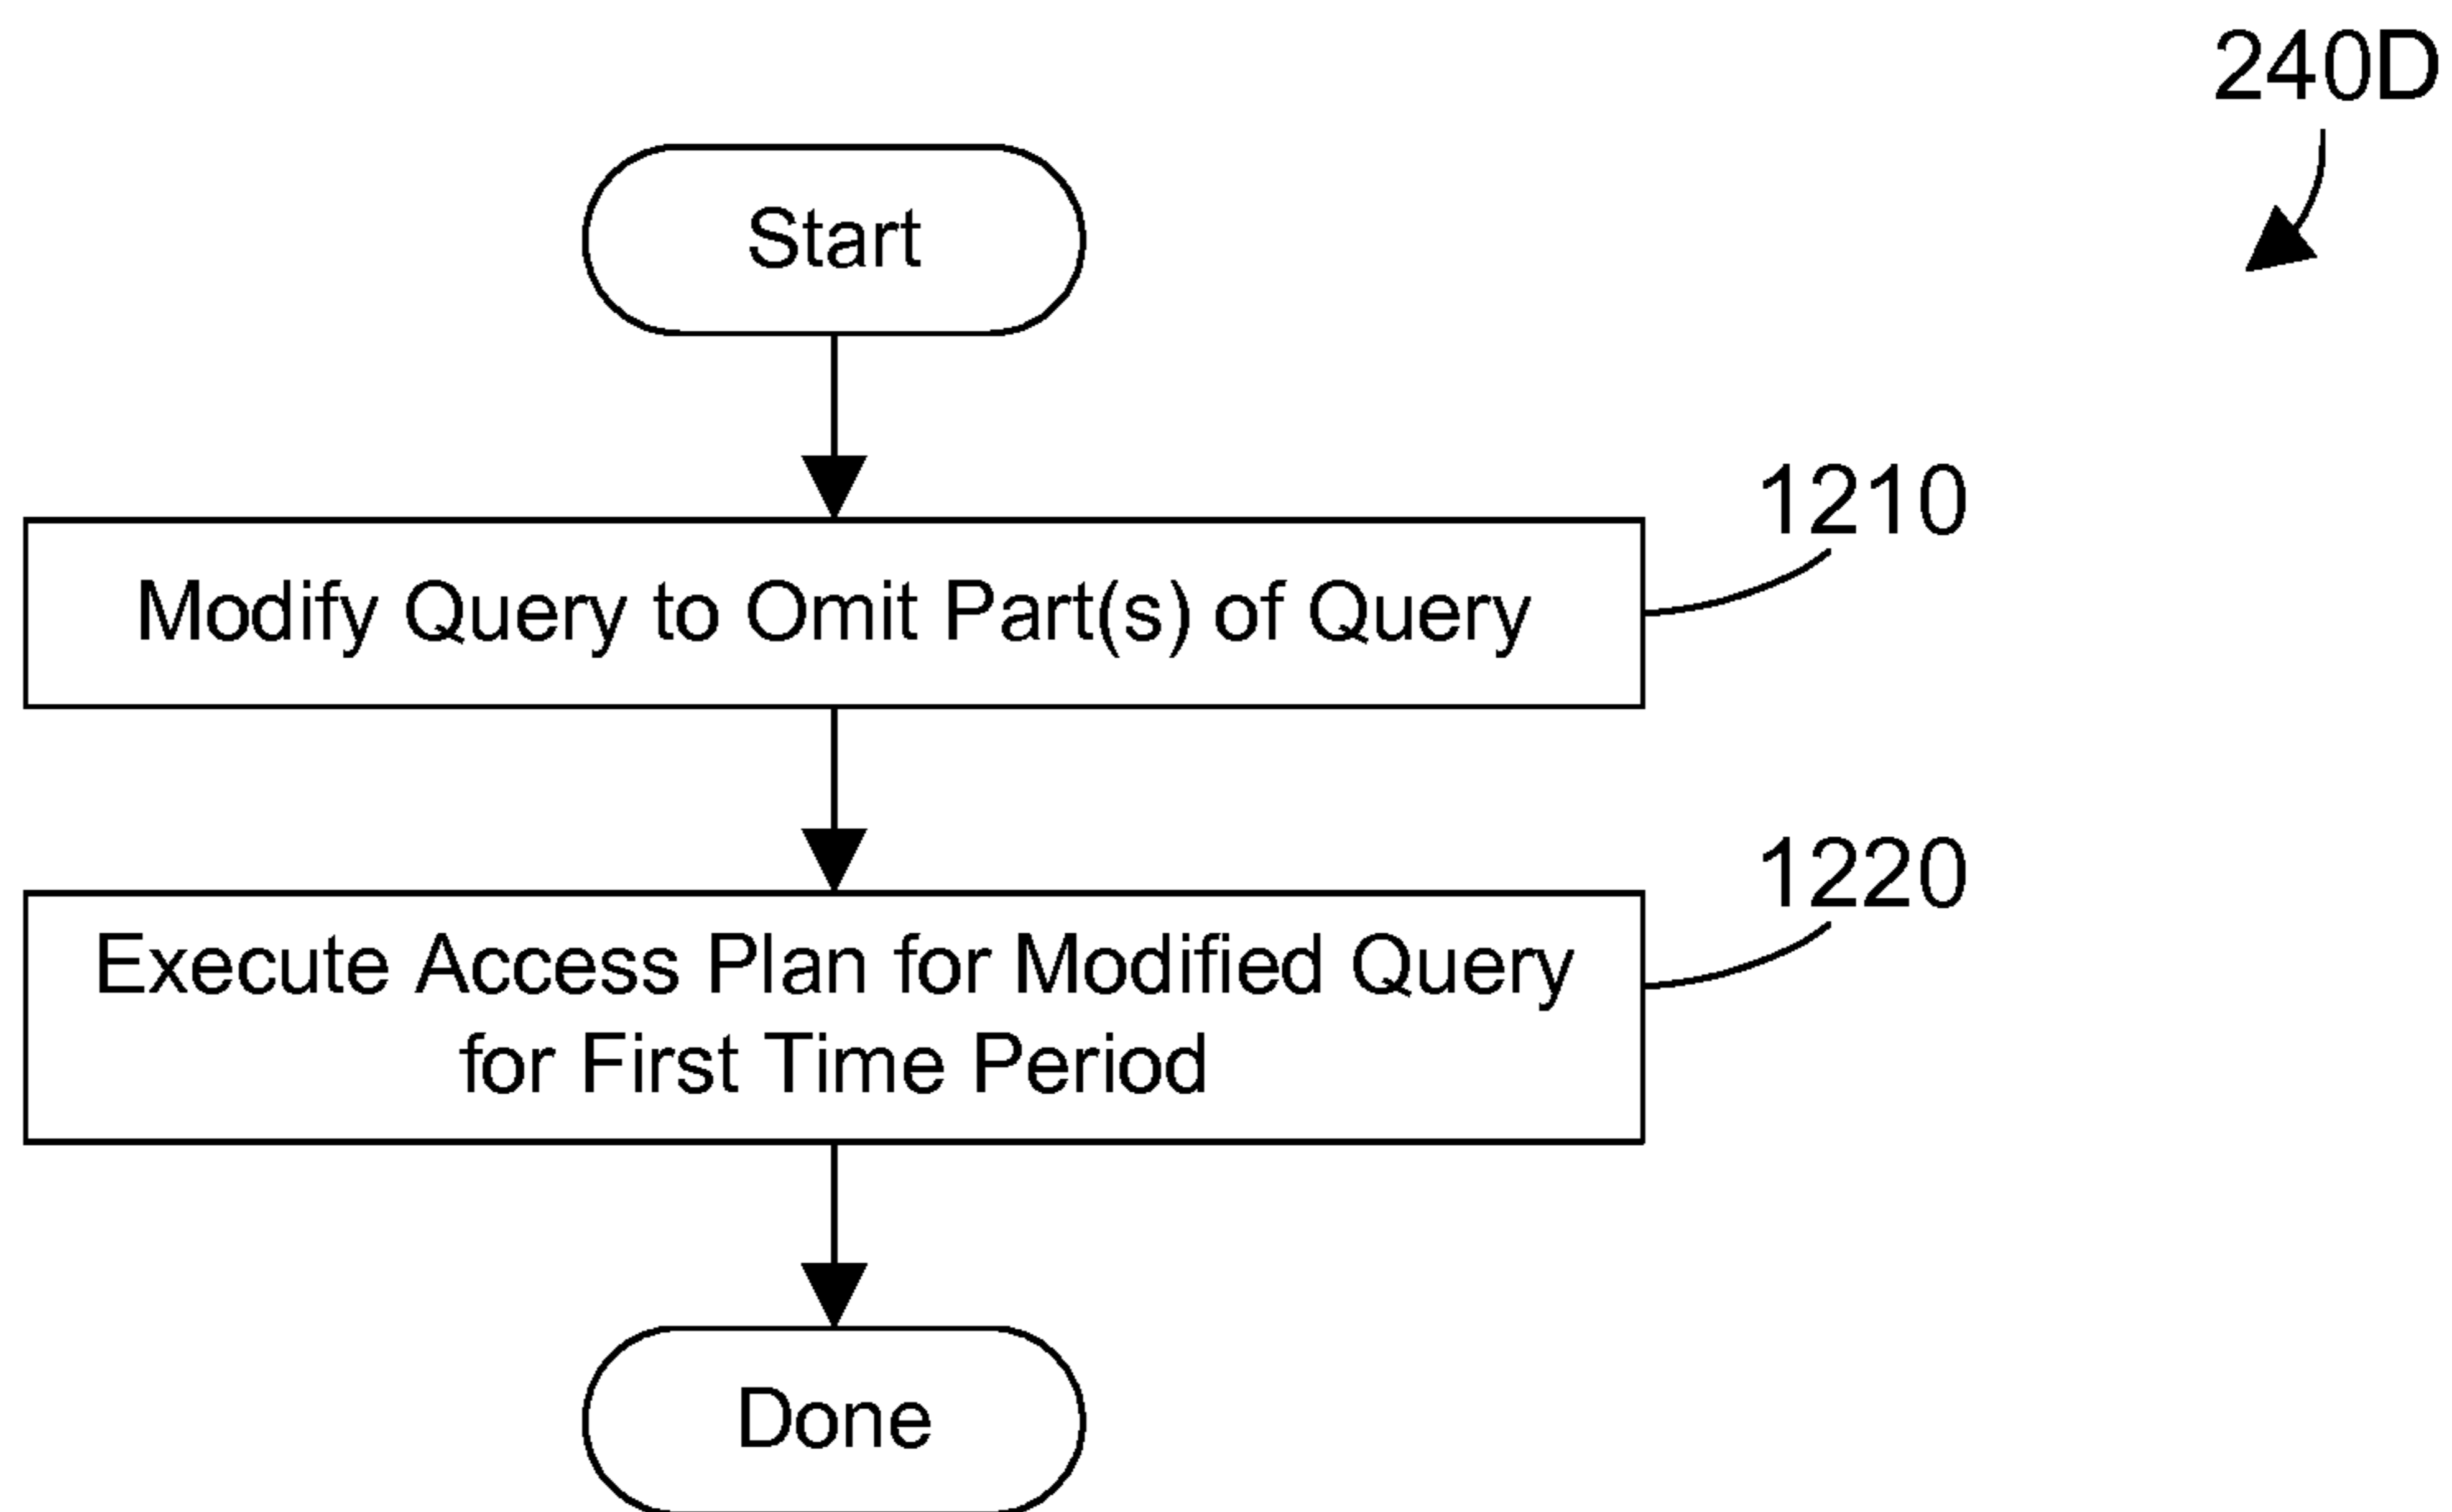 240D
Start
1210
Modify Query to Omit Part(s) of Query
1220
Execute Access Plan for Modified Query
for First Time Period
Done